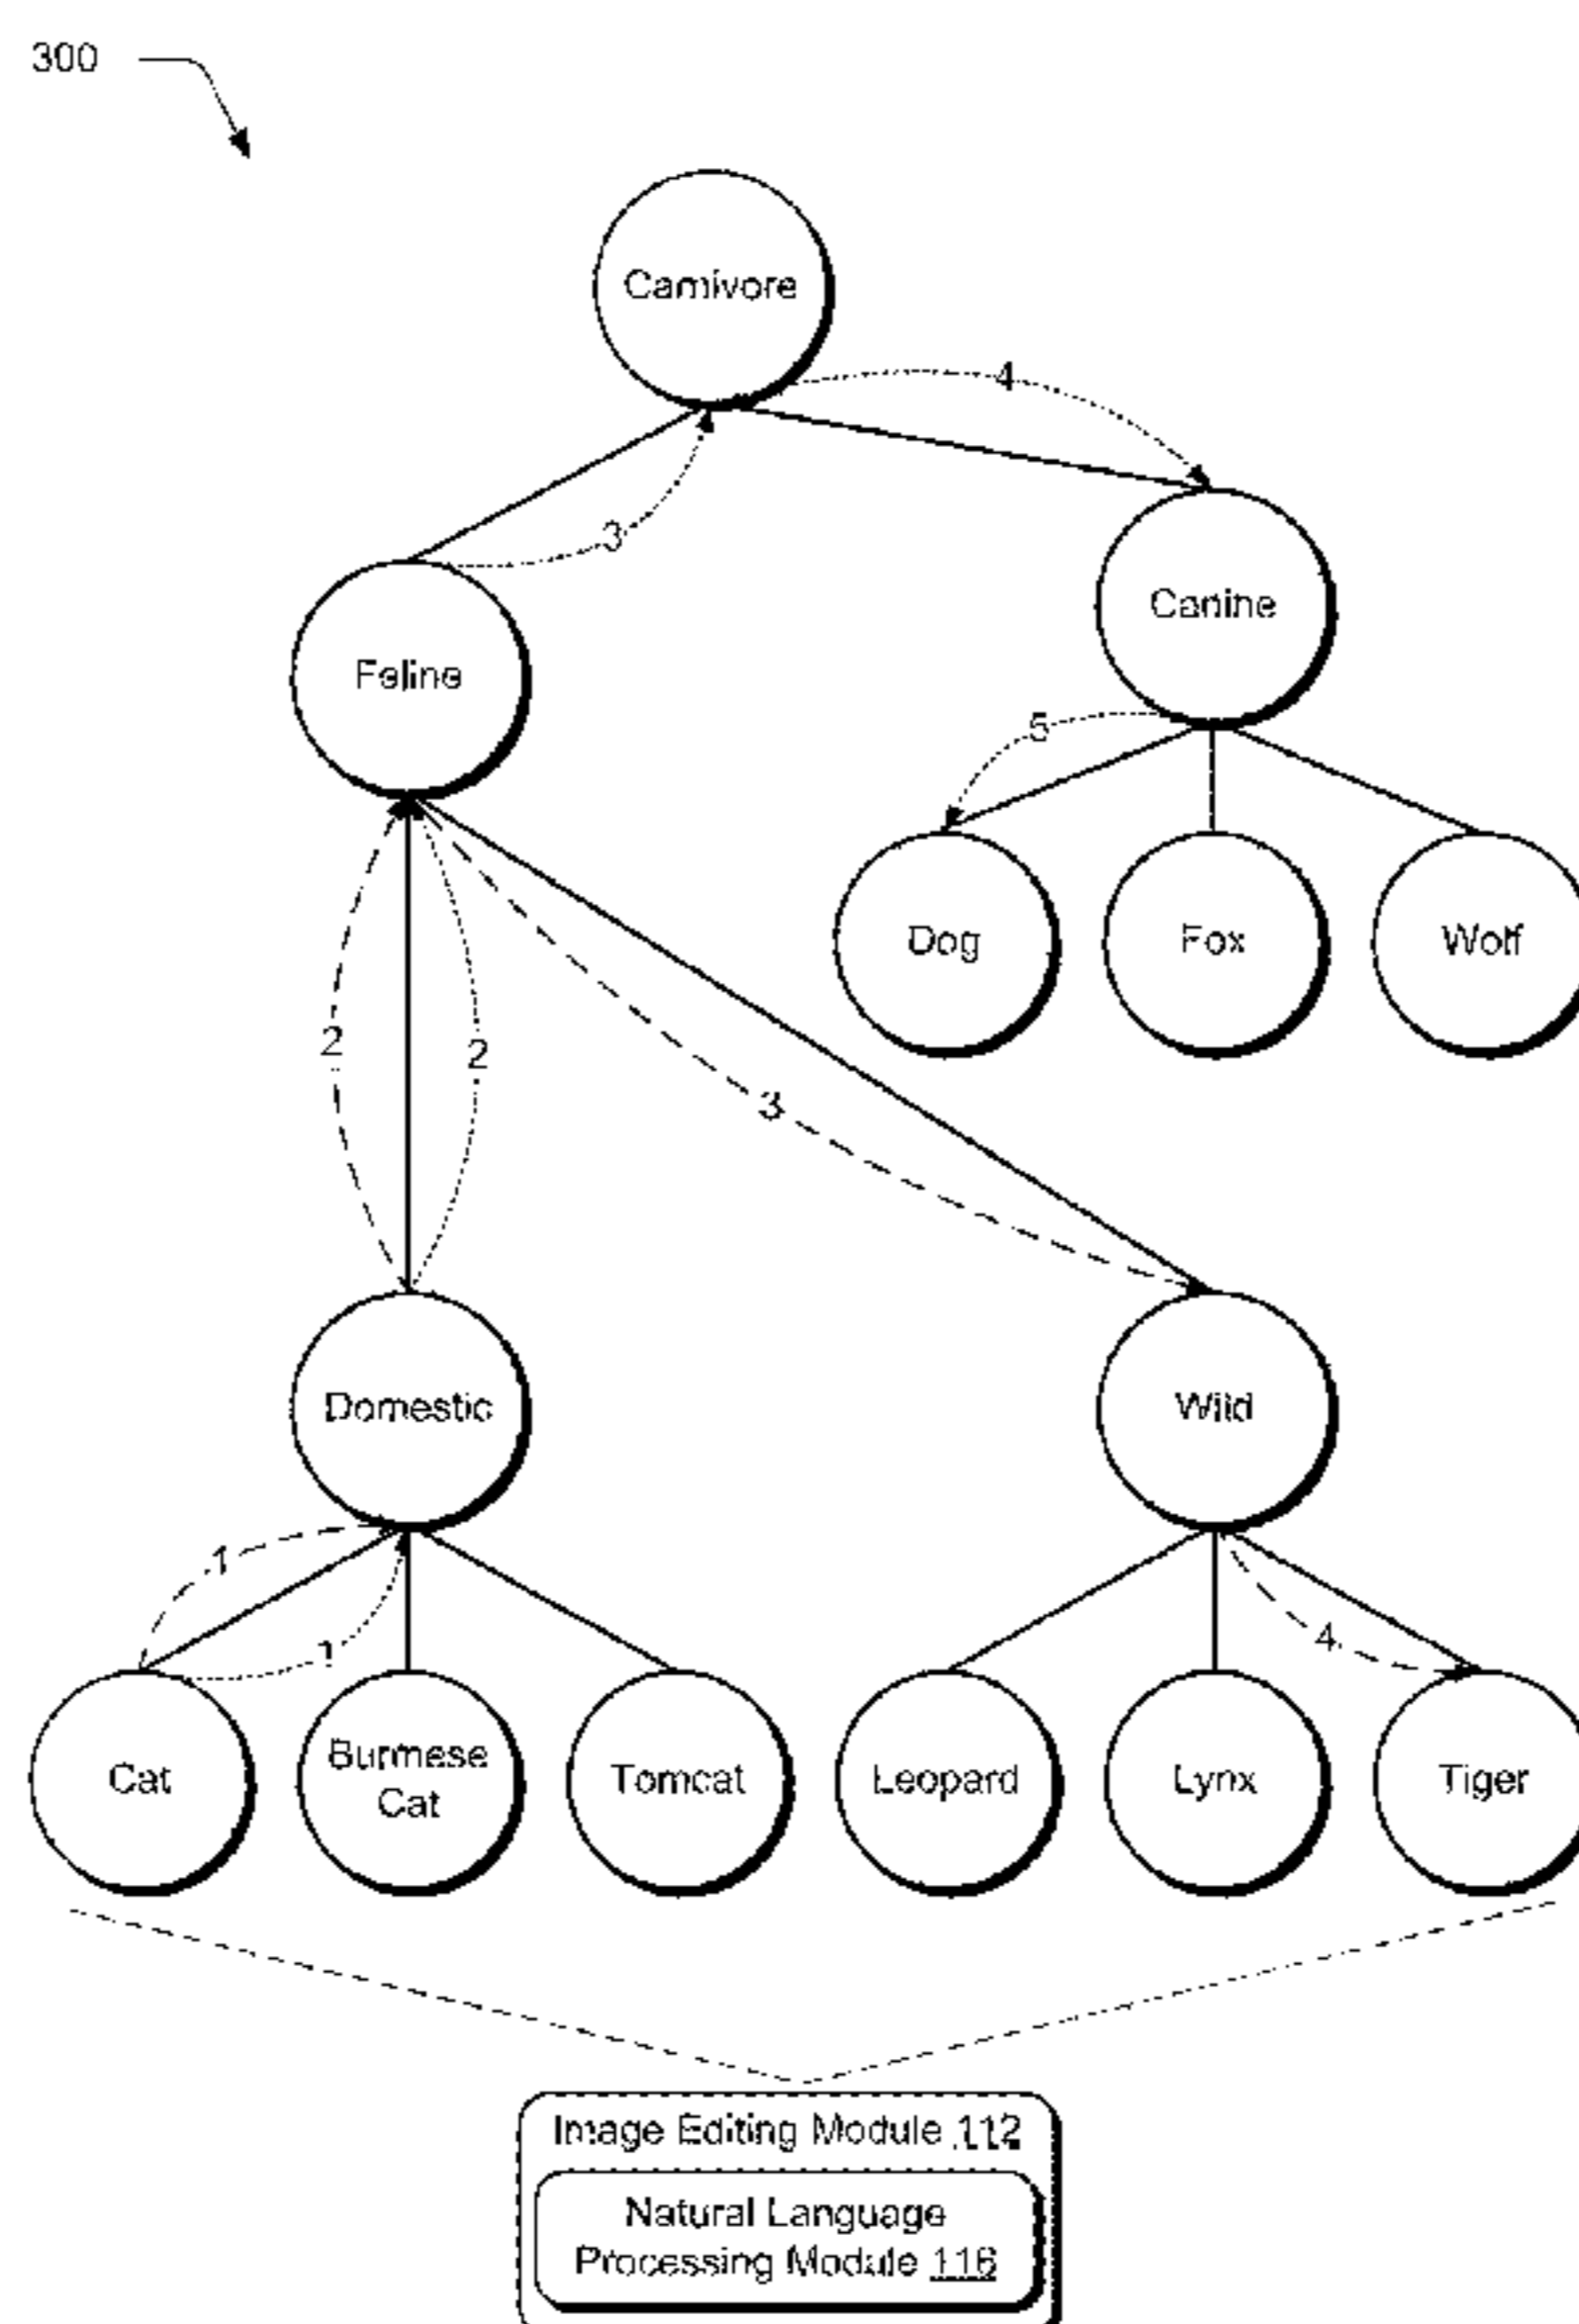 300
Carnivore
4
3
Canine
Feline
5
Dog
Fox
Wolf
2
2
3
Domestic
Wild
1
1
4
Cat
Burmese
Cat
Tomcat
Leopard
Lynx
Tiger
Image Editing Module 112
Natural Language
Processing Module 116